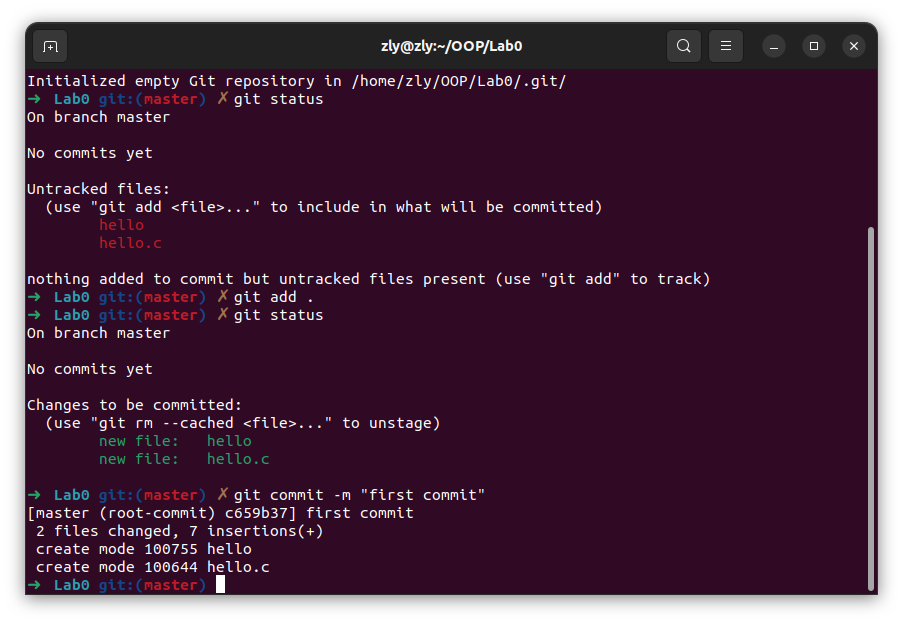 zly@zly:~/OOP/Lab0
Initialized empty Git repository in /home/zly/OOP/Lab0/.git/
➜  Lab0 git:(master) ✗ git status
On branch master

No commits yet

Untracked files:
  (use "git add <file>..." to include in what will be committed)
        hello
        hello.c

nothing added to commit but untracked files present (use "git add" to track)
➜  Lab0 git:(master) ✗ git add .
➜  Lab0 git:(master) ✗ git status
On branch master

No commits yet

Changes to be committed:
  (use "git rm --cached <file>..." to unstage)
        new file:   hello
        new file:   hello.c

➜  Lab0 git:(master) ✗ git commit -m "first commit"
[master (root-commit) c659b37] first commit
 2 files changed, 7 insertions(+)
 create mode 100755 hello
 create mode 100644 hello.c
➜  Lab0 git:(master)